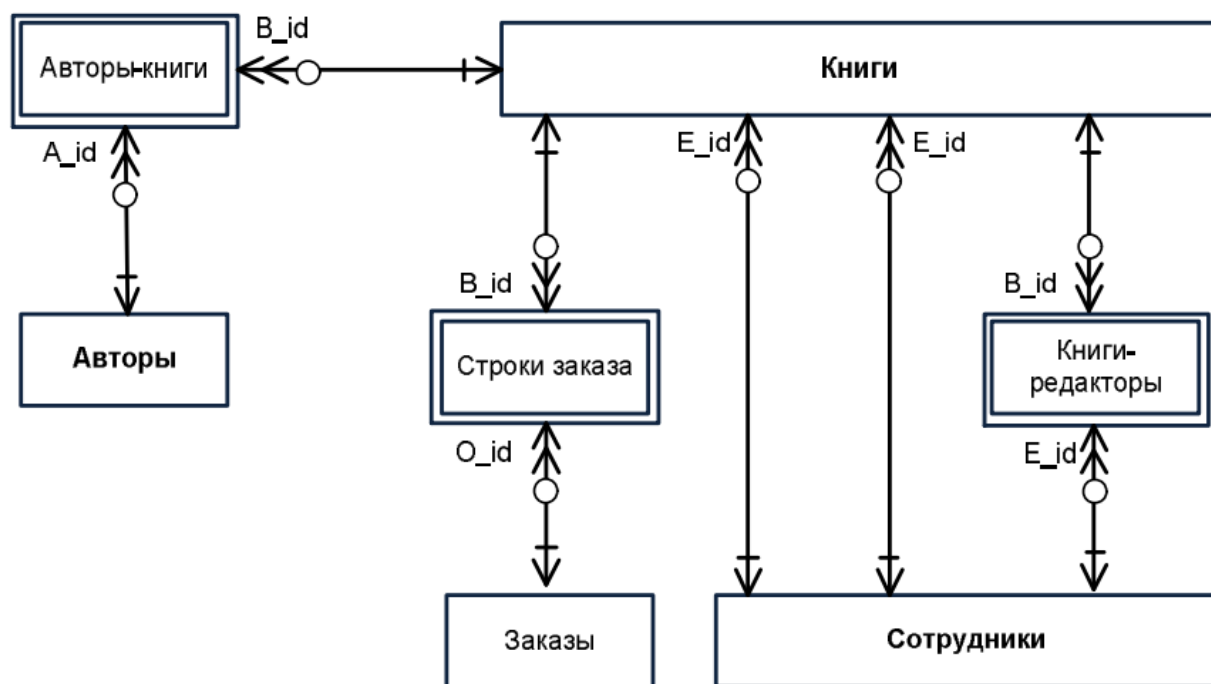 B_id
Авторы-книги
Книги
A_id
E_id
E_id
B_id
B_id
Авторы
Строки заказа
Книги-
редакторы
O_id
E_id
Заказы
Сотрудники